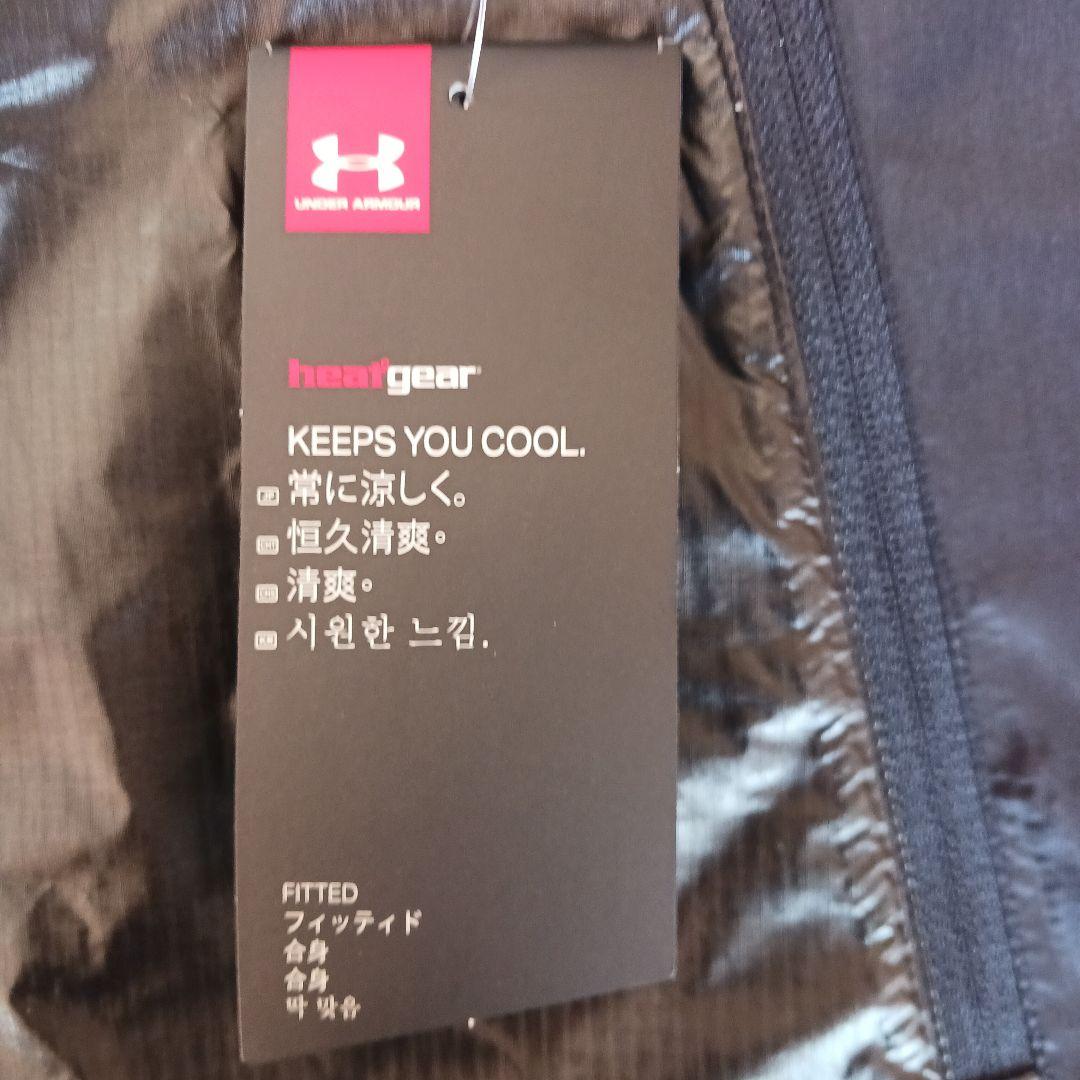 UNDER ARMOUR
heatgear
KEEPS YOU COOL.
JP 常に涼しく。
恒久清爽。
清爽。
시원한 느낌.
FITTED
フィッティド
合身
合身
딱 맞음